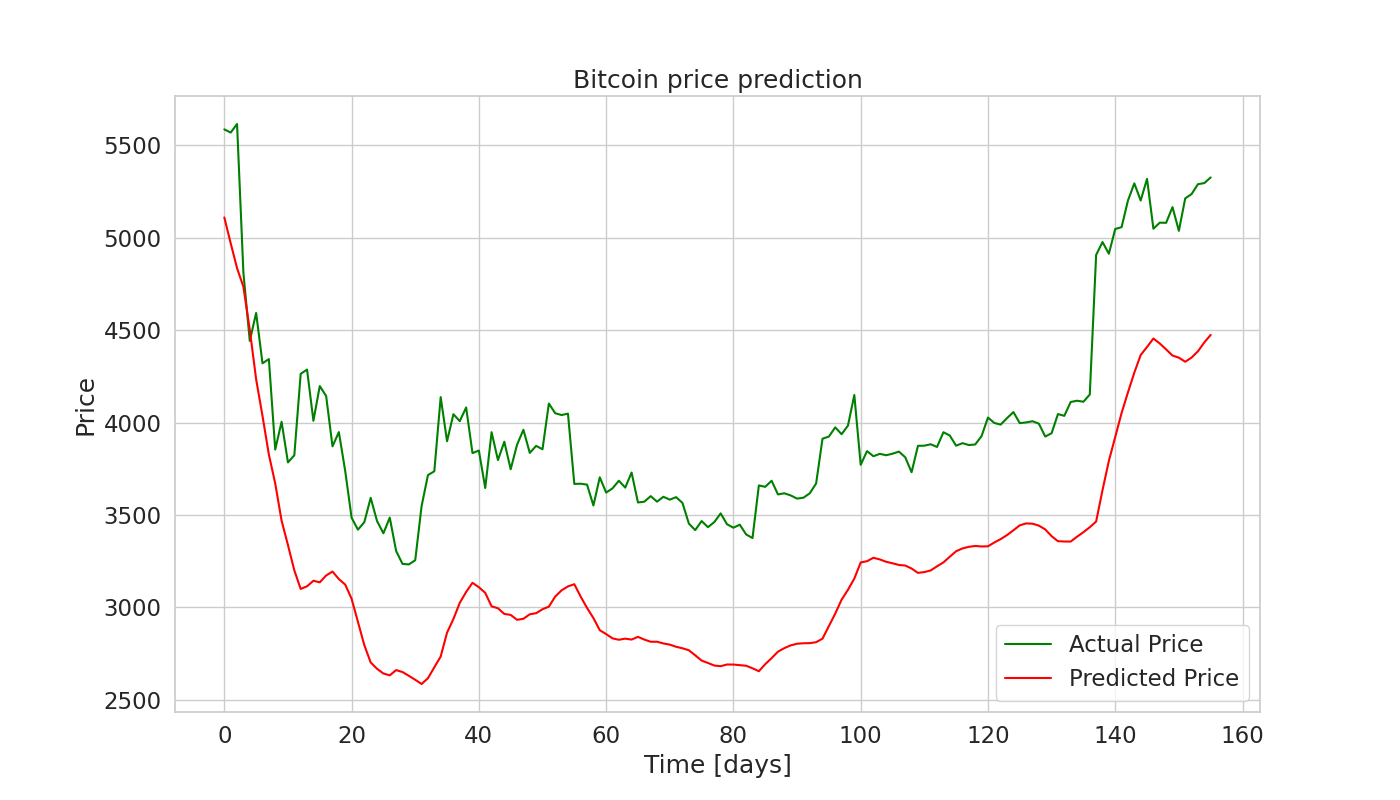 Bitcoin price prediction
5500
5000
4500
4000
3500
3000
2500
Price
0 20 40 60 80 100 120 140 160
Time [days]
Actual Price
Predicted Price